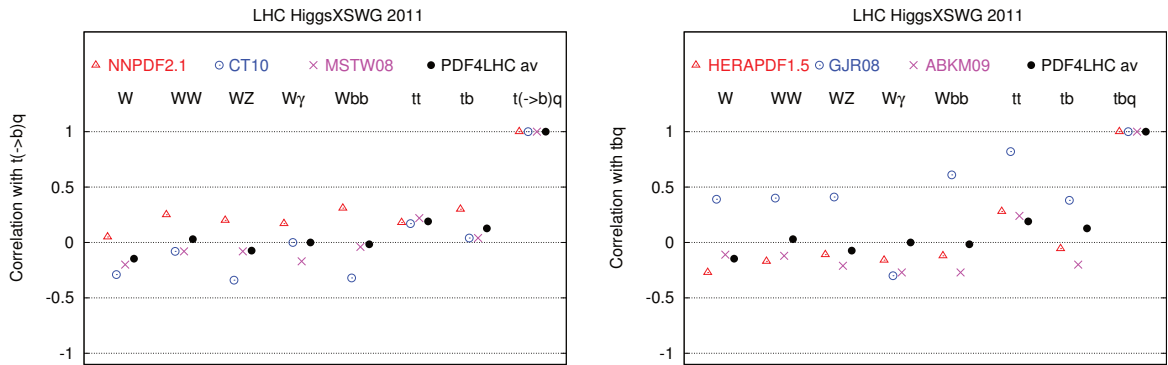 LHC HiggsXSWG 2011
NNPDF2.1 CT10 MSTW08 PDF4LHC av
W WW WZ Wγ Wbb tt tb t(->b)q
1
0.5
0
-0.5
-1
Correlation with t(->b)q
LHC HiggsXSWG 2011
HERAPDF1.5 GJR08 ABKM09 PDF4LHC av
W WW WZ Wγ Wbb tt tb tbq
1
0.5
0
-0.5
-1
Correlation with tbq